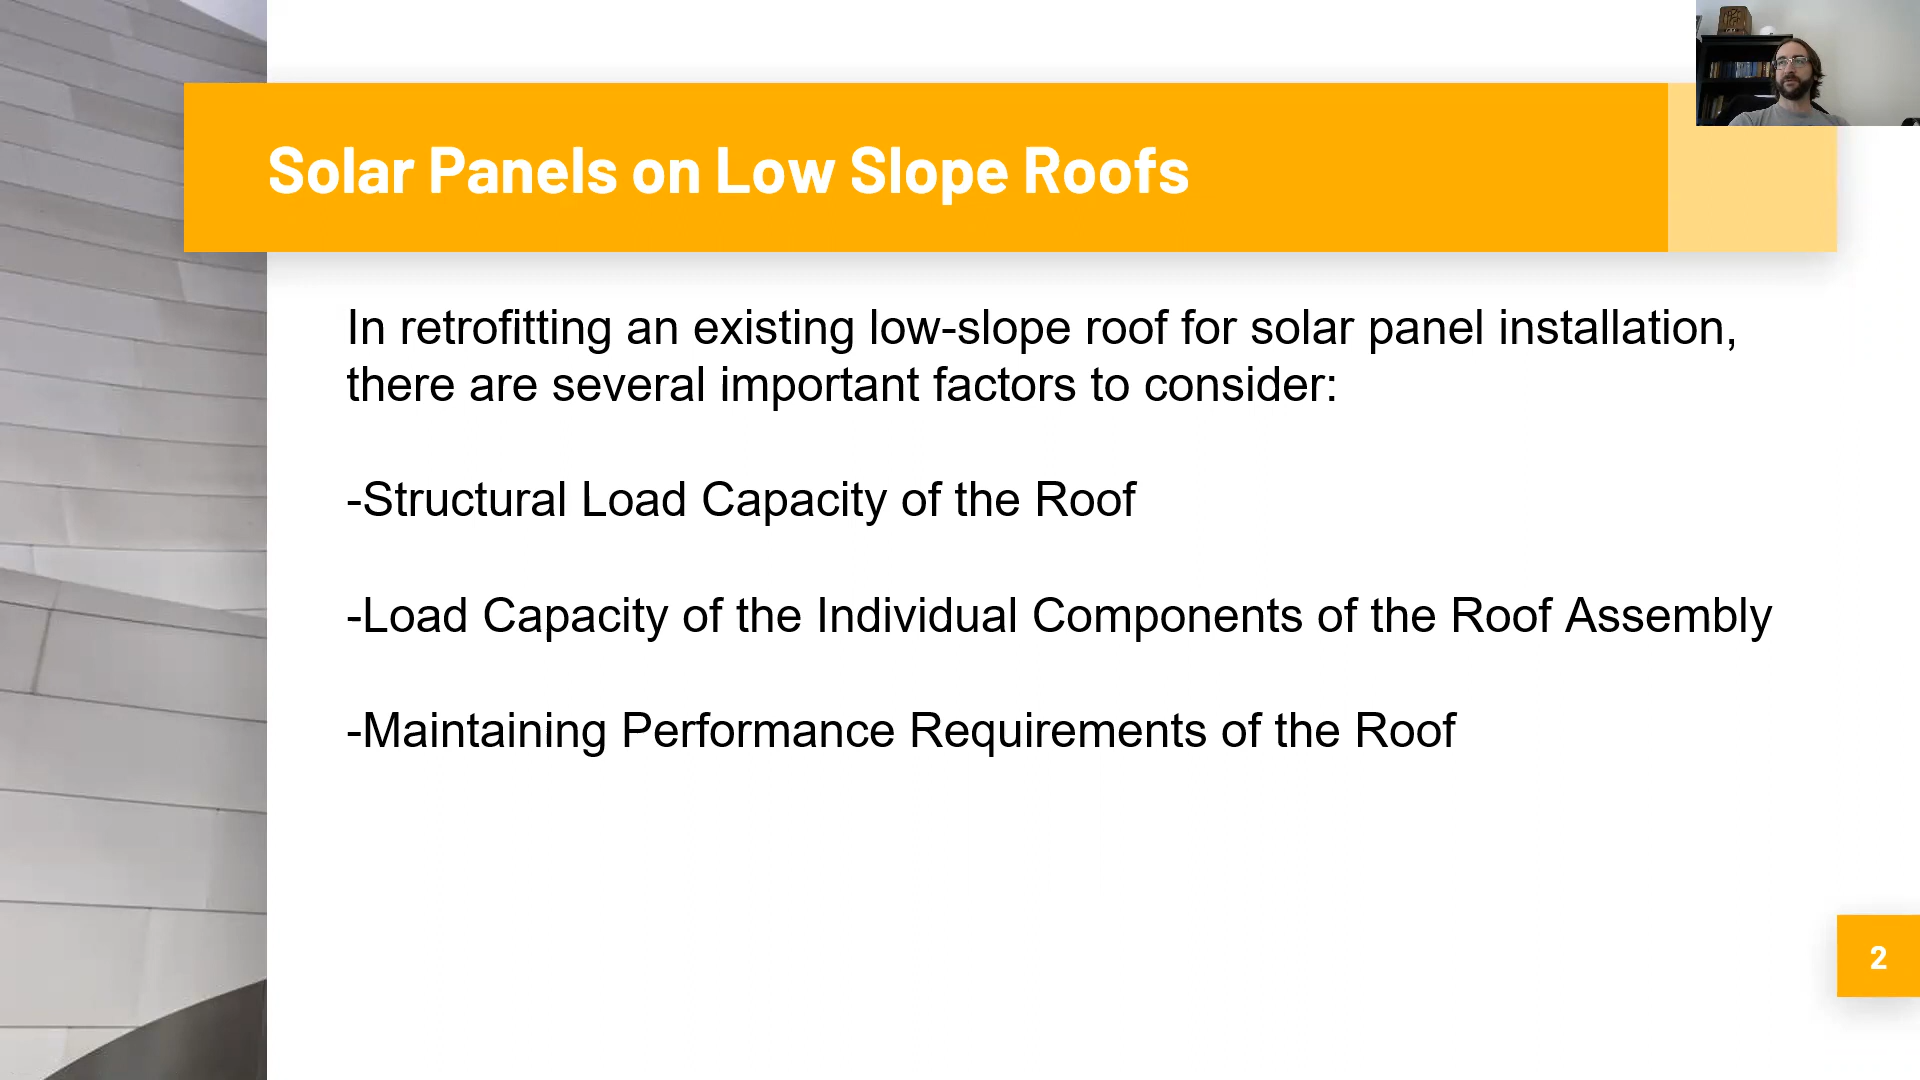 Solar Panels on Low Slope Roofs
In retrofitting an existing low-slope roof for solar panel installation,
there are several important factors to consider:
-Structural Load Capacity of the Roof
-Load Capacity of the Individual Components of the Roof Assembly
-Maintaining Performance Requirements of the Roof
2